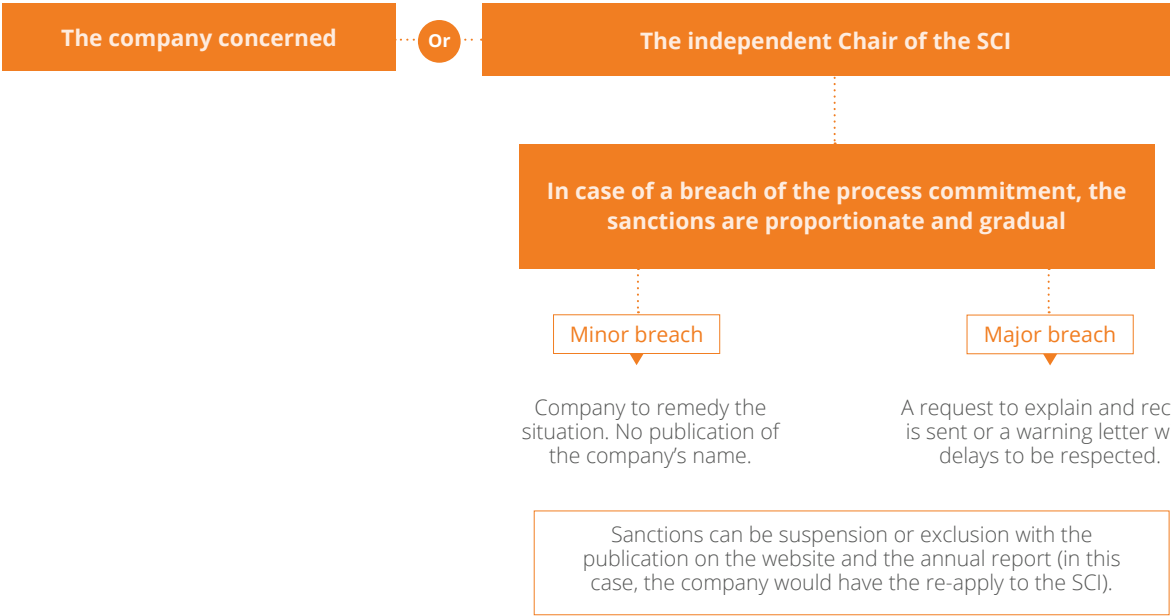 The company concerned
Or
The independent Chair of the SCI
In case of a breach of the process commitment, the
sanctions are proportionate and gradual
Minor breach
Major breach
Company to remedy the
situation. No publication of
the company’s name.
A request to explain and
is sent or a warning letter
delays to be respected.
Sanctions can be suspension or exclusion with the
publication on the website and the annual report (in this
case, the company would have the re-apply to the SCI).